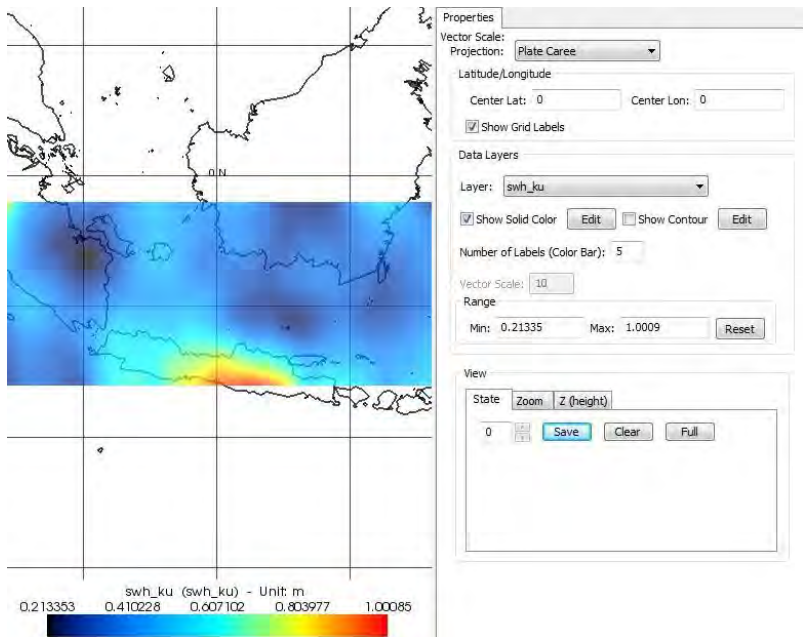 Properties
Vector Scale:
Projection: Plate Caree
Latitude/Longitude
Center Lat: 0 Center Lon: 0
Show Grid Labels
Data Layers
Layer: swh_ku
Show Solid Color Edit Show Contour Edit
Number of Labels (Color Bar): 5
Vector Scale: 10
Range
Min: 0.21335 Max: 1.0009 Reset
View
State Zoom Z (height)
0 Save Clear Full
0 N
swh_ku (swh_ku) - Unit: m
0.213353 0.410228 0.607102 0.803977 1.00085